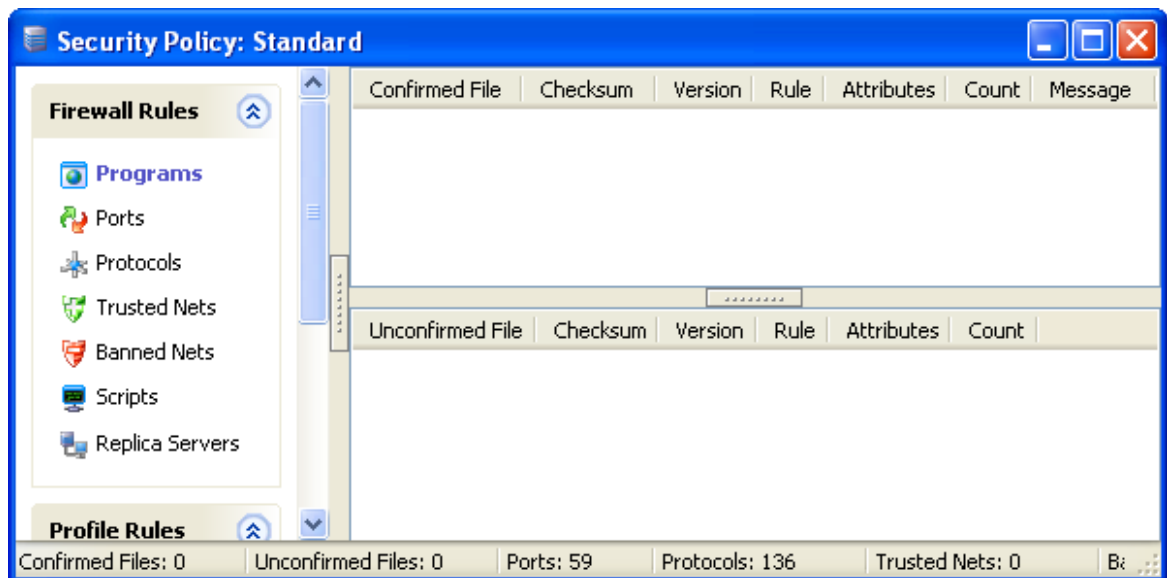 Security Policy: Standard
Firewall Rules
Programs
Ports
Protocols
Trusted Nets
Banned Nets
Scripts
Replica Servers
Profile Rules
Confirmed File Checksum Version Rule Attributes Count Message
Unconfirmed File Checksum Version Rule Attributes Count
Confirmed Files: 0 Unconfirmed Files: 0 Ports: 59 Protocols: 136 Trusted Nets: 0